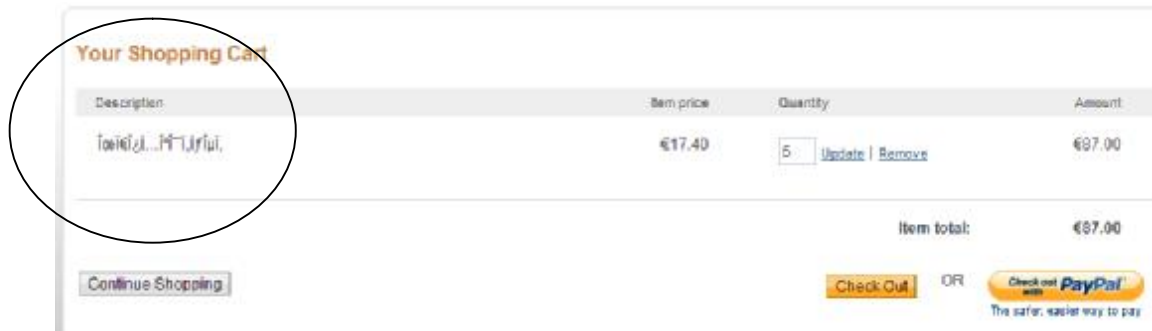 Your Shopping Cart
Description Item price Quantity Amount
€17.40 5 Update | Remove €87.00
Item total: €87.00
Continue Shopping Check Out OR Check out with PayPal
The safer, easier way to pay